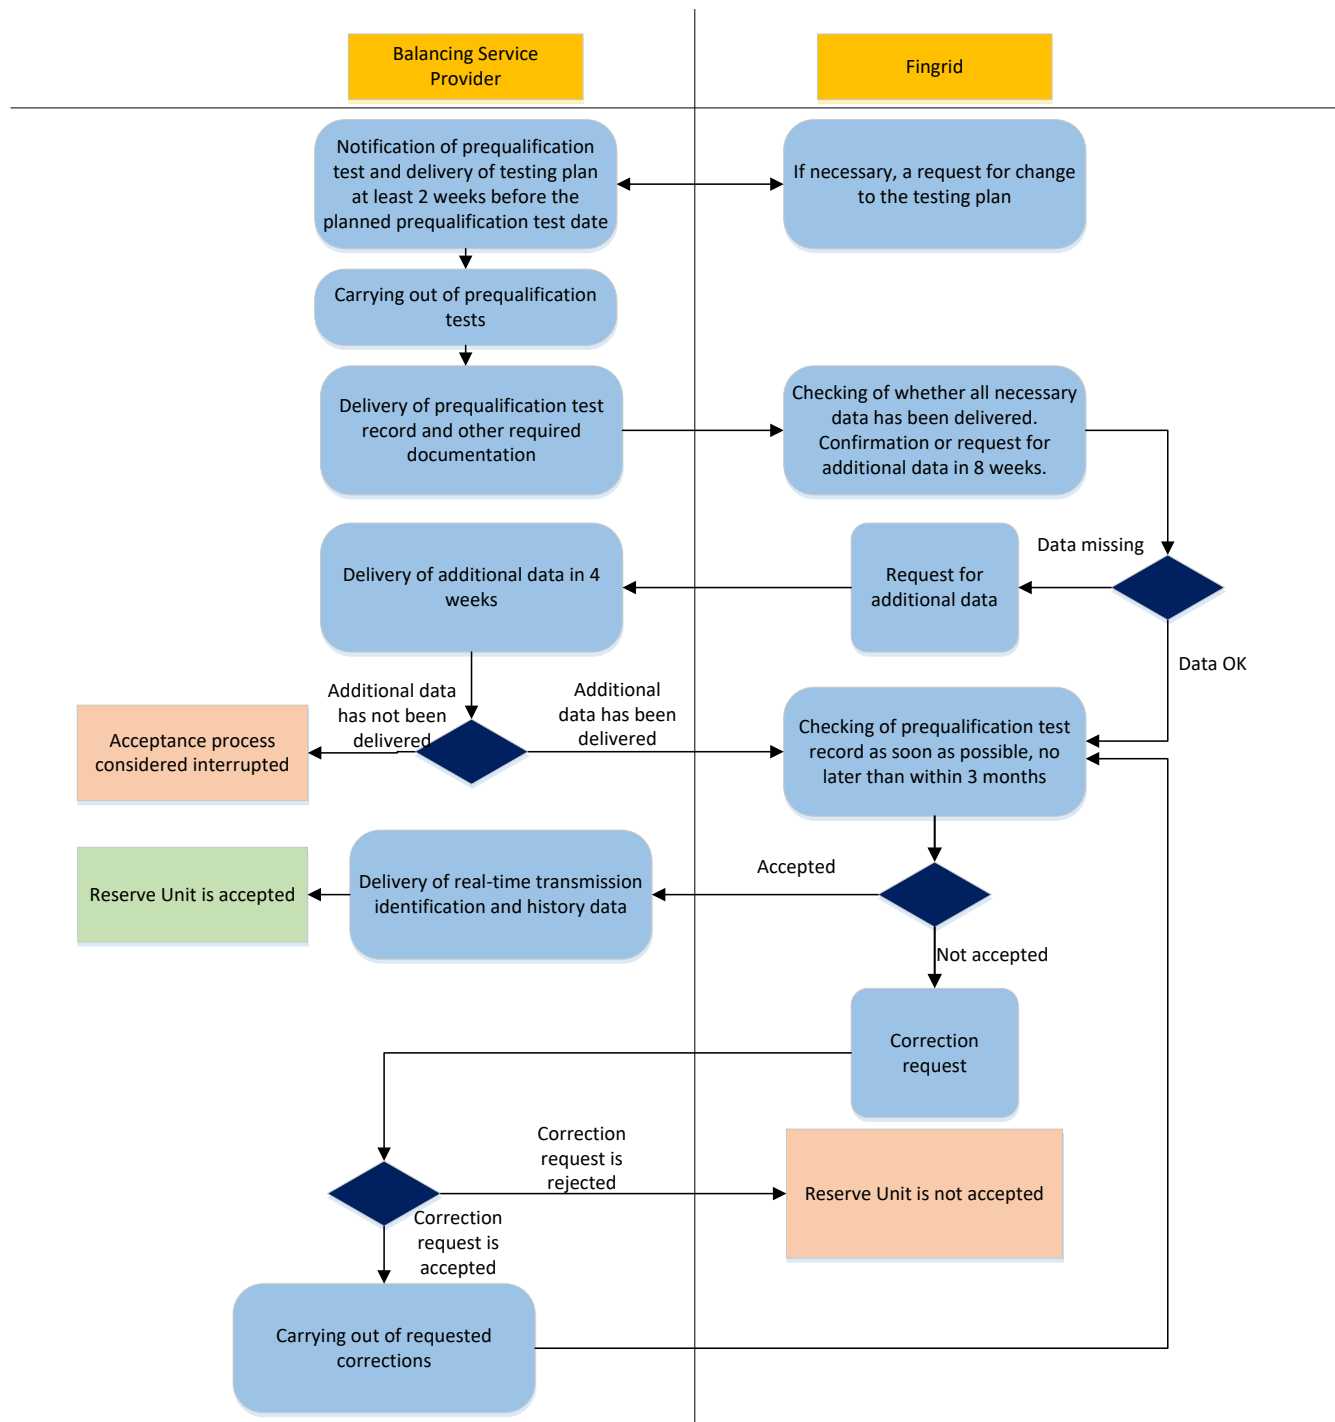 Balancing Service
Provider
Fingrid
Notification of prequalification
test and delivery of testing plan
at least 2 weeks before the
planned prequalification test date
If necessary, a request for change
to the testing plan
Carrying out of prequalification
tests
Delivery of prequalification test
record and other required
documentation
Checking of whether all necessary
data has been delivered.
Confirmation or request for
additional data in 8 weeks.
Data missing
Delivery of additional data in 4
weeks
Request for
additional data
Data OK
Additional data
has not been
delivered
Additional
data has been
delivered
Acceptance process
considered interrupted
Checking of prequalification test
record as soon as possible, no
later than within 3 months
Accepted
Reserve Unit is accepted
Delivery of real-time transmission
identification and history data
Not accepted
Correction
request
Correction
request is
rejected
Reserve Unit is not accepted
Correction
request is
accepted
Carrying out of requested
corrections